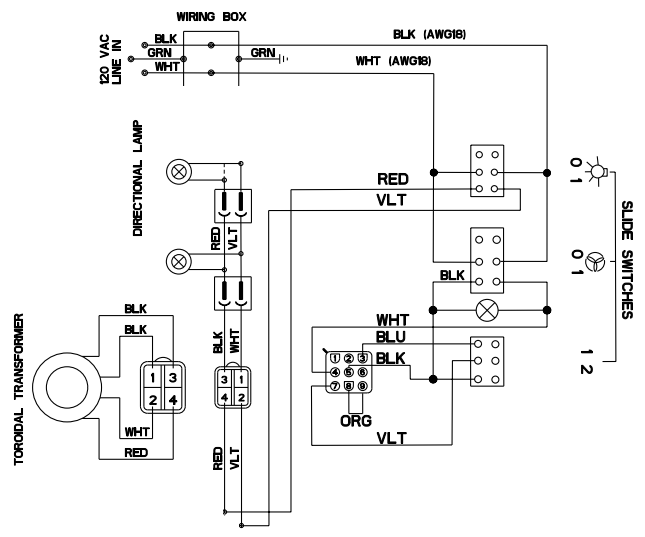 WIRING BOX
120 VAC
LINE IN
BLK
GRN
WHT
GRN
BLK (AWG18)
WHT (AWG18)
DIRECTIONAL LAMP
RED
VLT
RED
VLT
0 1
0 1
1 2
SLIDE SWITCHES
BLK
BLK
BLK
BLK
WHT
WHT
BLU
BLK
1 2 3
4 5 6
7 8 9
ORG
VLT
TOROIDAL TRANSFORMER
1 3
2 4
3 1
4 2
WHT
RED
RED
VLT